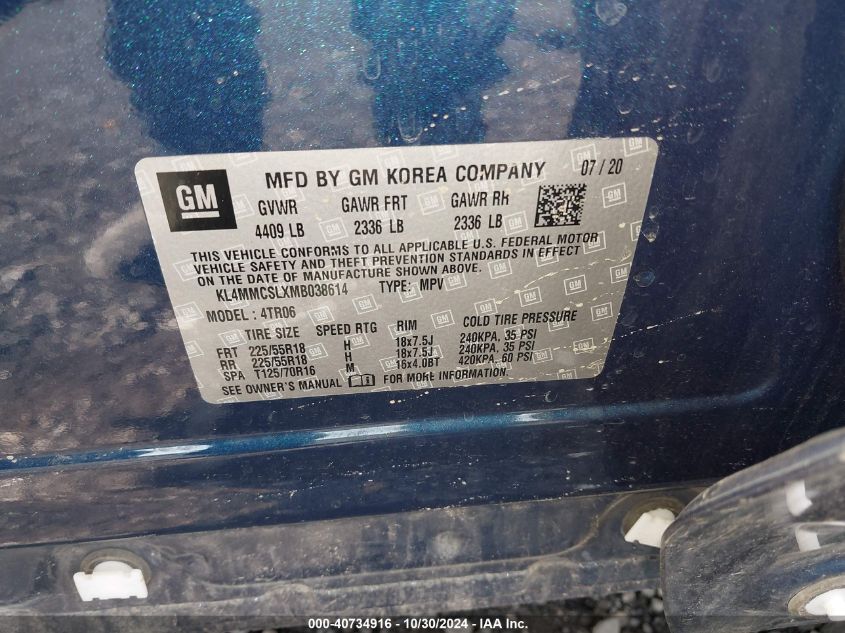 GM
MFD BY GM KOREA COMPANY 07 / 20
GVWR GAWR FRT GAWR RR
4409 LB 2336 LB 2336 LB
THIS VEHICLE CONFORMS TO ALL APPLICABLE U.S. FEDERAL MOTOR
VEHICLE SAFETY AND THEFT PREVENTION STANDARDS IN EFFECT
ON THE DATE OF MANUFACTURE SHOWN ABOVE.
KL4MMCSLXMB038614 TYPE: MPV
MODEL : 4TR06
TIRE SIZE SPEED RTG RIM COLD TIRE PRESSURE
FRT 225/55R18 H 18x7.5J 240KPA, 35 PSI
RR 225/55R18 H 18x7.5J 240KPA, 35 PSI
SPA T125/70R16 M 16x4.0BT 420KPA, 60 PSI
SEE OWNER'S MANUAL FOR MORE INFORMATION.
000-40734916 - 10/30/2024 - IAA Inc.